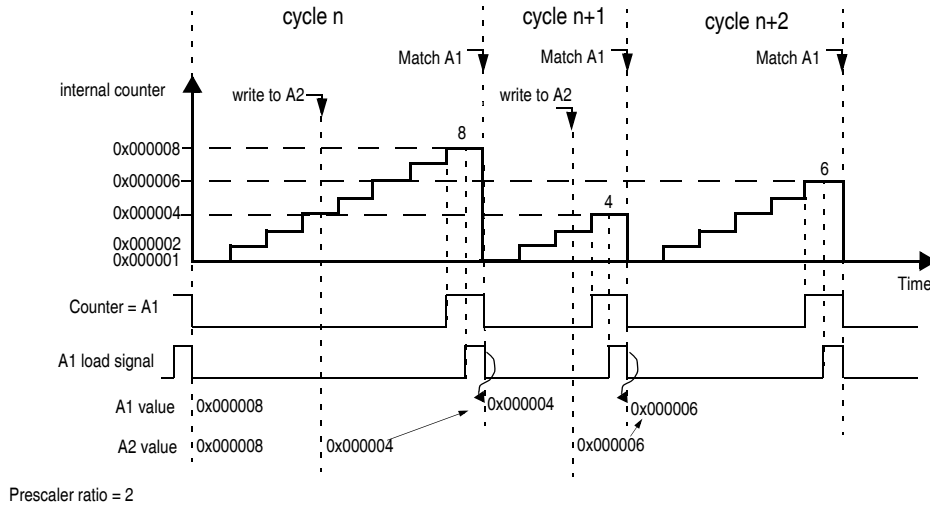 cycle n
cycle n+1
cycle n+2
Match A1
Match A1
Match A1
internal counter
write to A2
write to A2
8
0x000008
6
0x000006
4
0x000004
0x000002
0x000001
Time
Counter = A1
A1 load signal
A1 value
0x000008
0x000004
0x000006
A2 value
0x000008
0x000004
0x000006
Prescaler ratio = 2